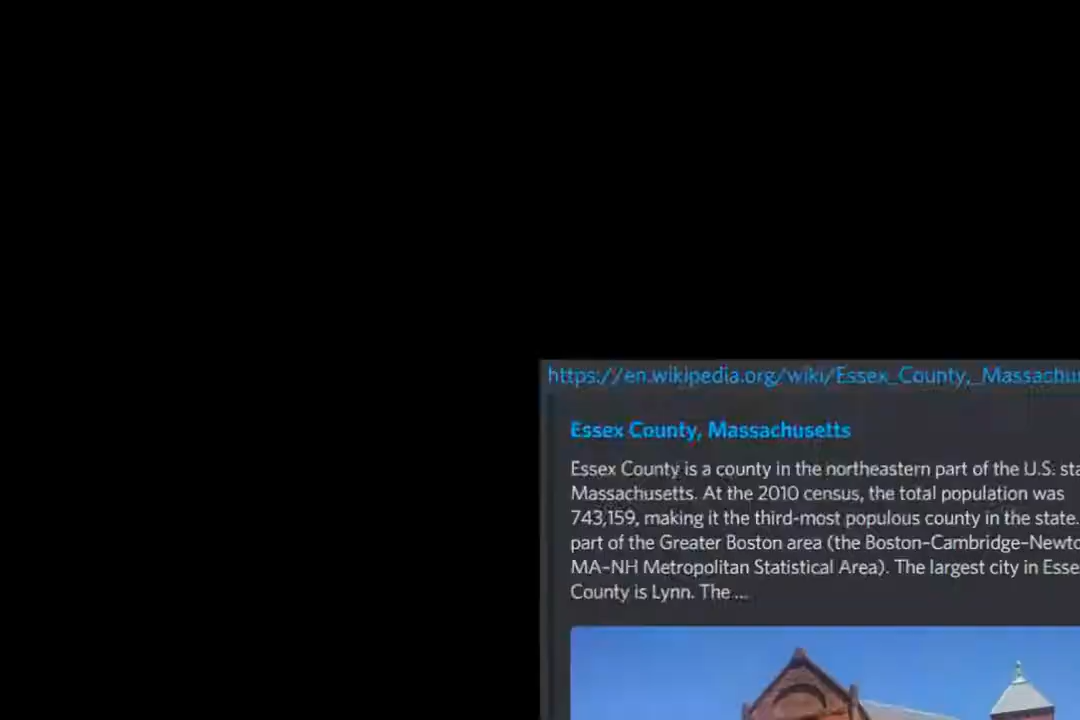 https://en.wikipedia.org/wiki/Essex_County,_Massachu
Essex County, Massachusetts
Essex County is a county in the northeastern part of the U.S. sta
Massachusetts. At the 2010 census, the total population was
743,159, making it the third-most populous county in the state.
part of the Greater Boston area (the Boston–Cambridge–Newto
MA–NH Metropolitan Statistical Area). The largest city in Esse
County is Lynn. The ...